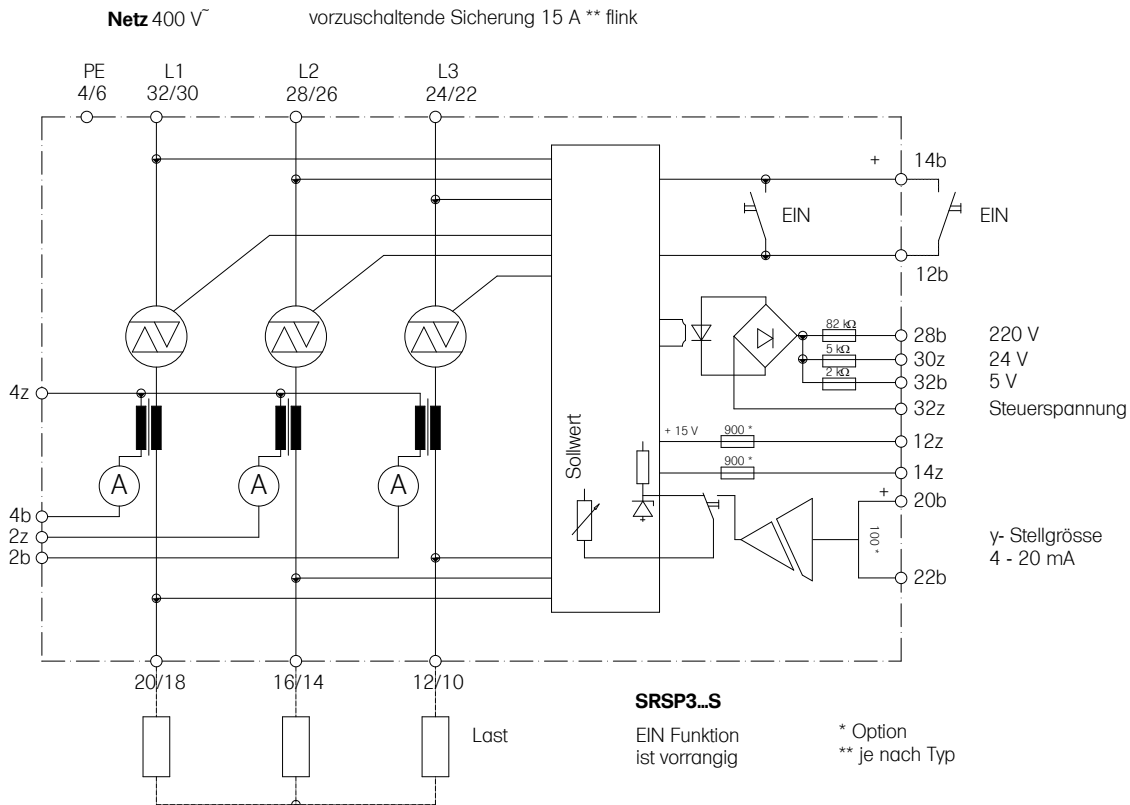 Netz 400 V~
vorzuschaltende Sicherung 15 A ** flink
PE
4/6
L1
32/30
L2
28/26
L3
24/22
+
14b
EIN
EIN
12b
82 kΩ
28b
220 V
5 kΩ
30z
24 V
2 kΩ
32b
5 V
32z
Steuerspannung
4z
+ 15 V
900 *
12z
900 *
14z
Sollwert
A
A
A
+
20b
100 *
y- Stellgrösse
4 - 20 mA
22b
4b
2z
2b
20/18
16/14
12/10
Last
SRSP3...S
EIN Funktion
ist vorrangig
* Option
** je nach Typ